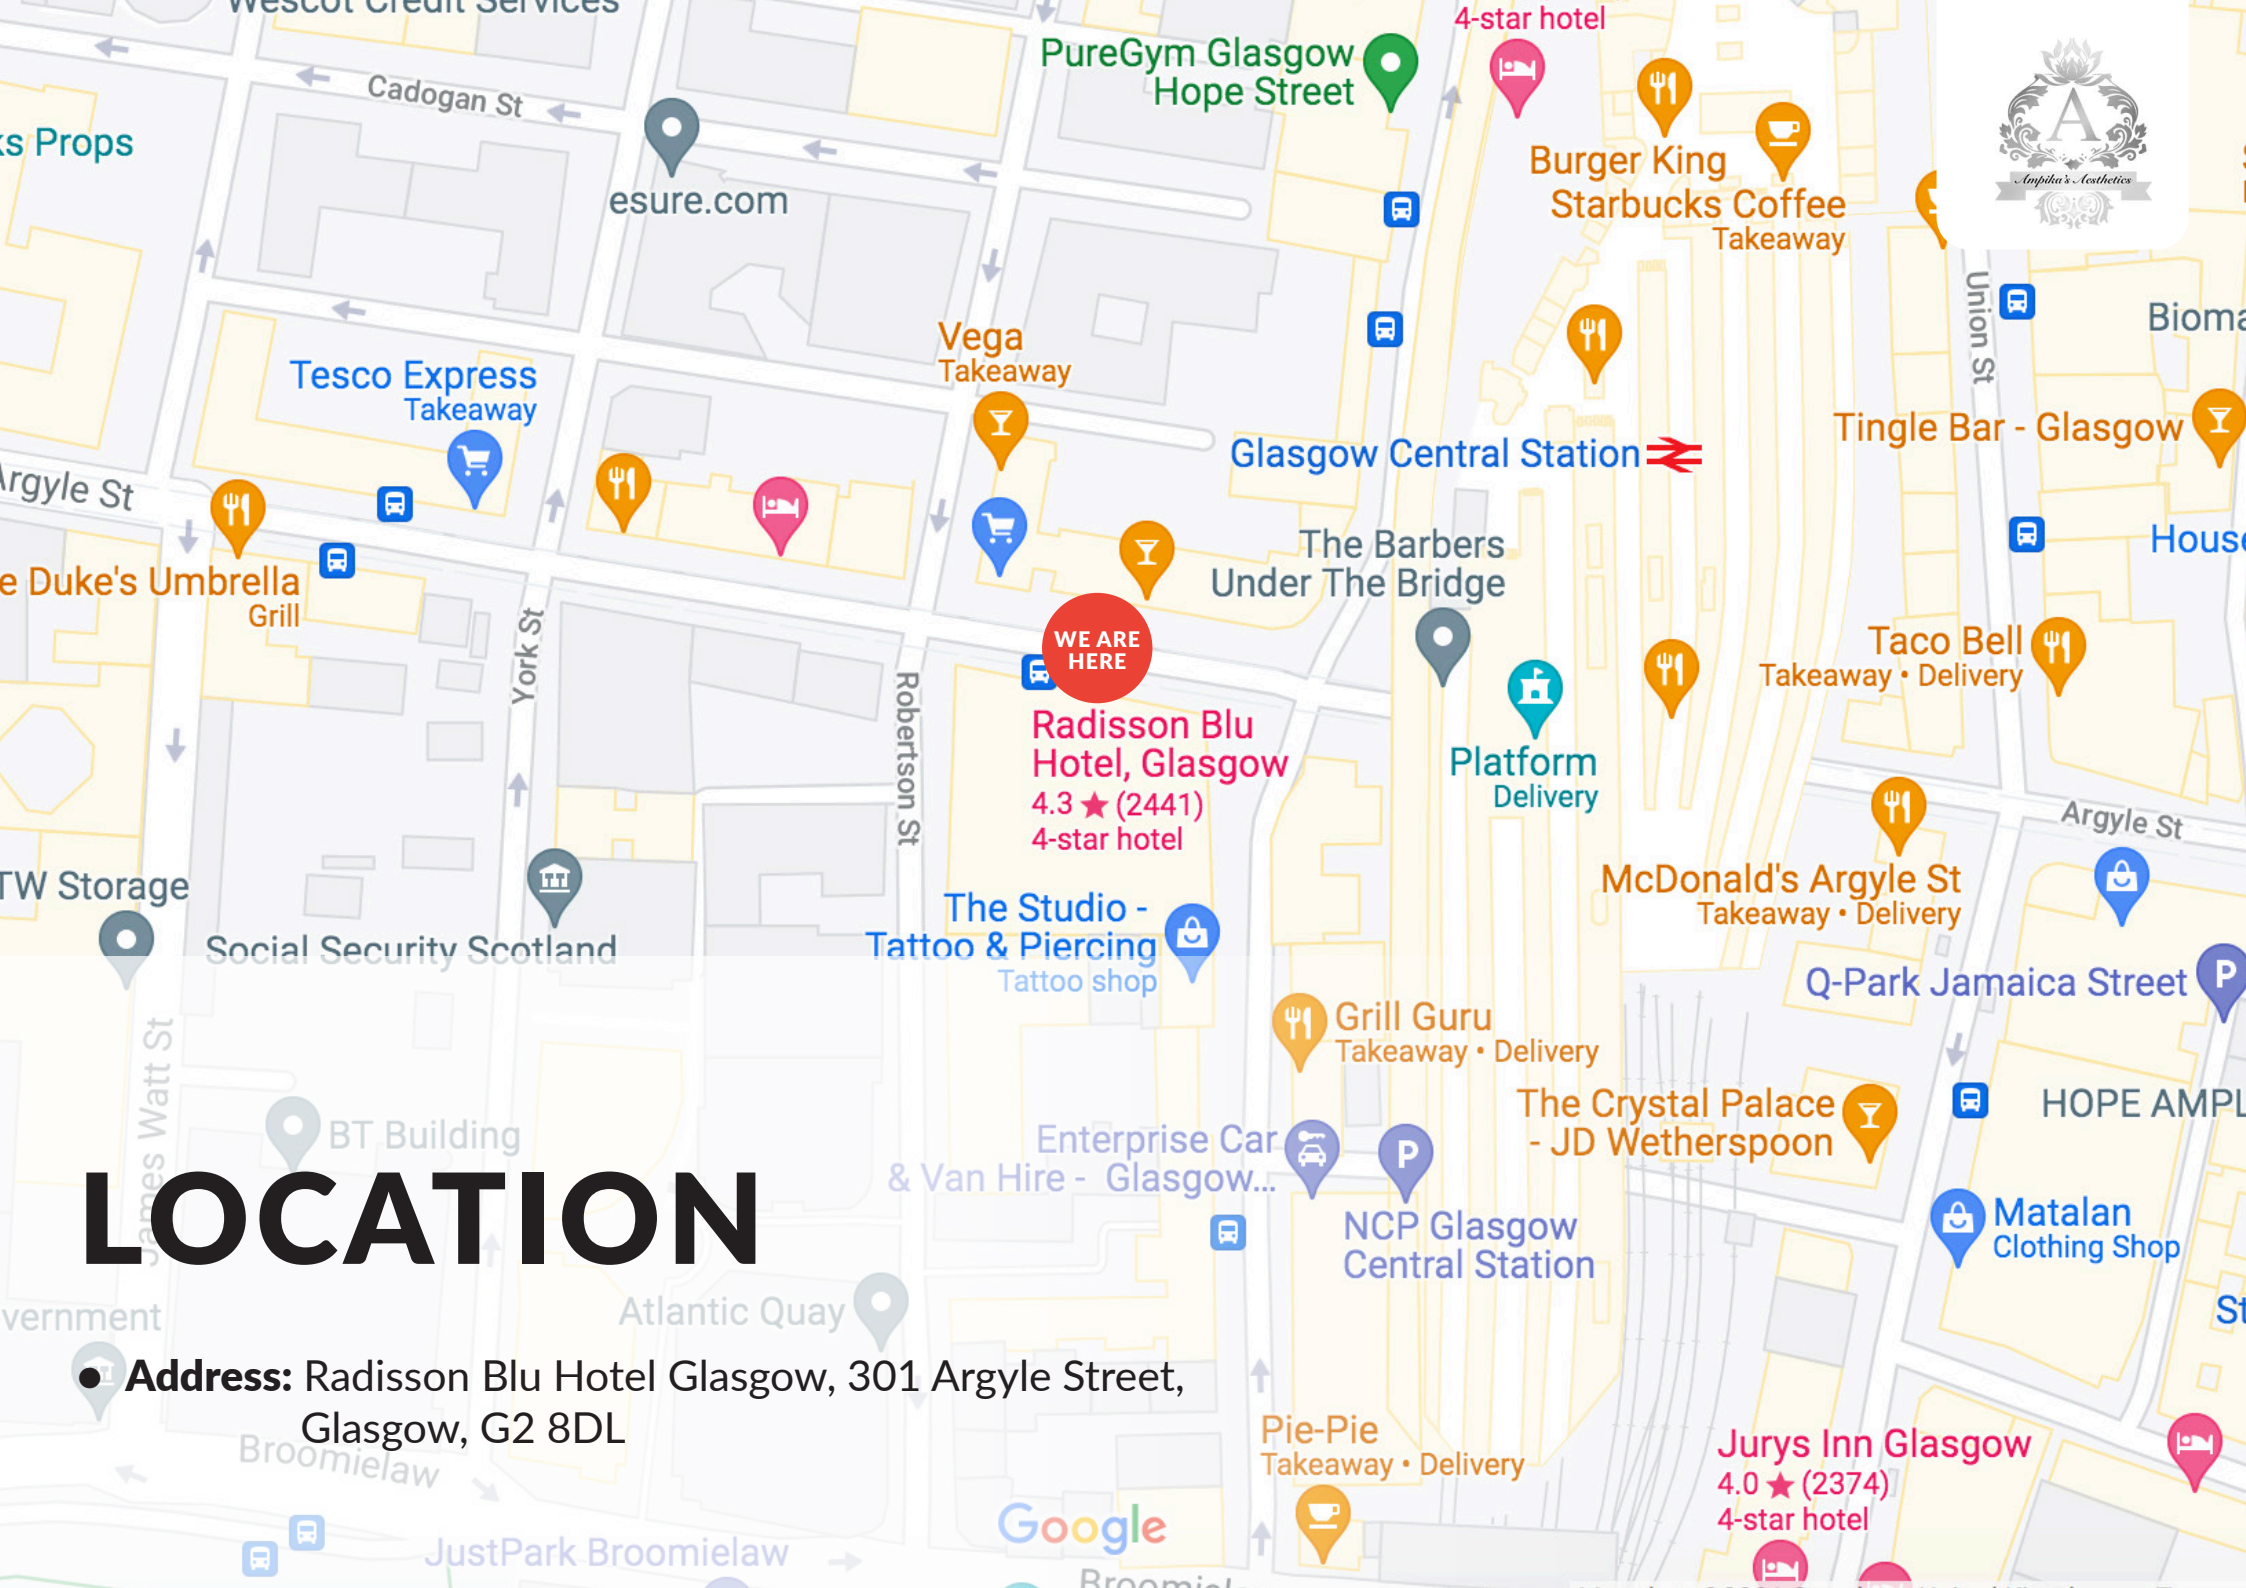 Wescot Credit Services
4-star hotel
PureGym Glasgow
Hope Street
Cadogan St
ks Props
esure.com
Burger King
Starbucks Coffee
Takeaway
A
Ampika's Aesthetics
Union St
Vega
Takeaway
Tesco Express
Takeaway
Glasgow Central Station
Tingle Bar - Glasgow
Argyle St
The Barbers
Under The Bridge
e Duke's Umbrella
Grill
York St
WE ARE
HERE
Robertson St
Radisson Blu
Hotel, Glasgow
4.3 ★ (2441)
4-star hotel
Taco Bell
Takeaway • Delivery
Platform
Delivery
Argyle St
McDonald's Argyle St
Takeaway • Delivery
TW Storage
Social Security Scotland
The Studio -
Tattoo & Piercing
Tattoo shop
Q-Park Jamaica Street
P
Grill Guru
Takeaway • Delivery
James Watt St
BT Building
The Crystal Palace
- JD Wetherspoon
HOPE AMPL
Enterprise Car
& Van Hire - Glasgow...
P
NCP Glasgow
Central Station
Matalan
Clothing Shop
LOCATION
vernment
Atlantic Quay
St
• Address: Radisson Blu Hotel Glasgow, 301 Argyle Street,
Glasgow, G2 8DL
Broomielaw
Pie-Pie
Takeaway • Delivery
Jurys Inn Glasgow
4.0 ★ (2374)
4-star hotel
Google
JustPark Broomielaw